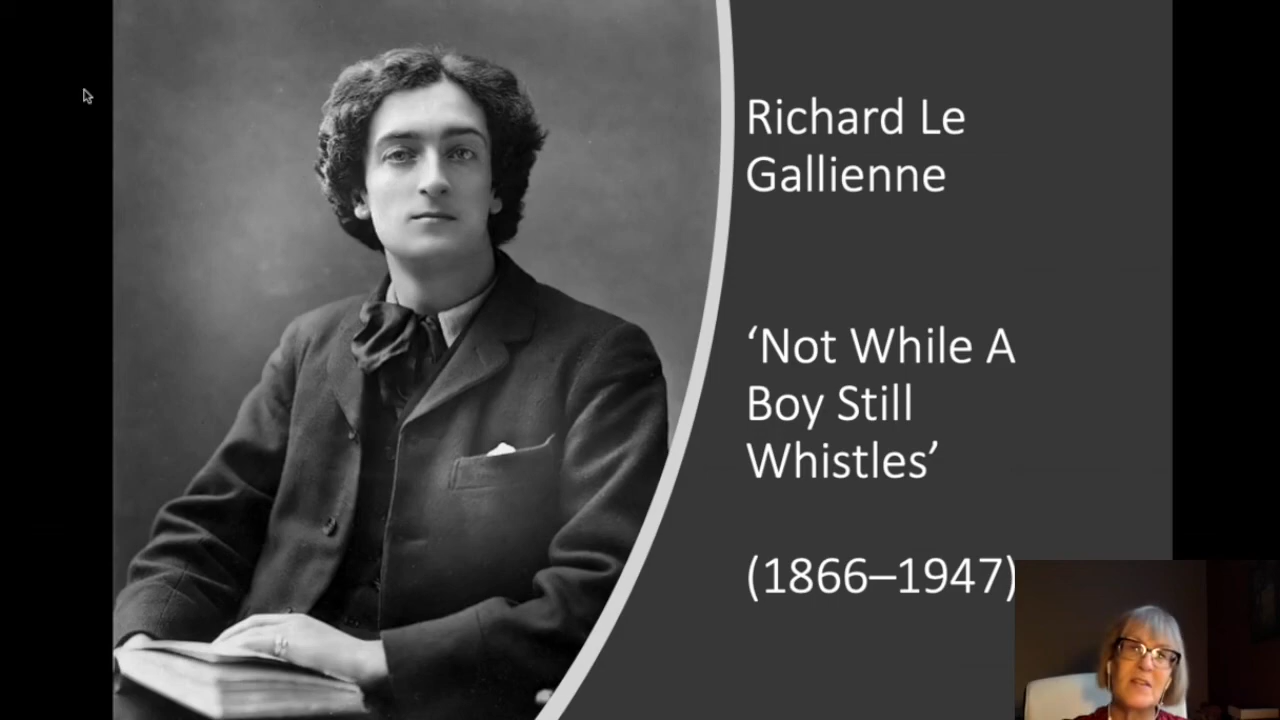 Richard Le
Gallienne
‘Not While A
Boy Still
Whistles’
(1866–1947)